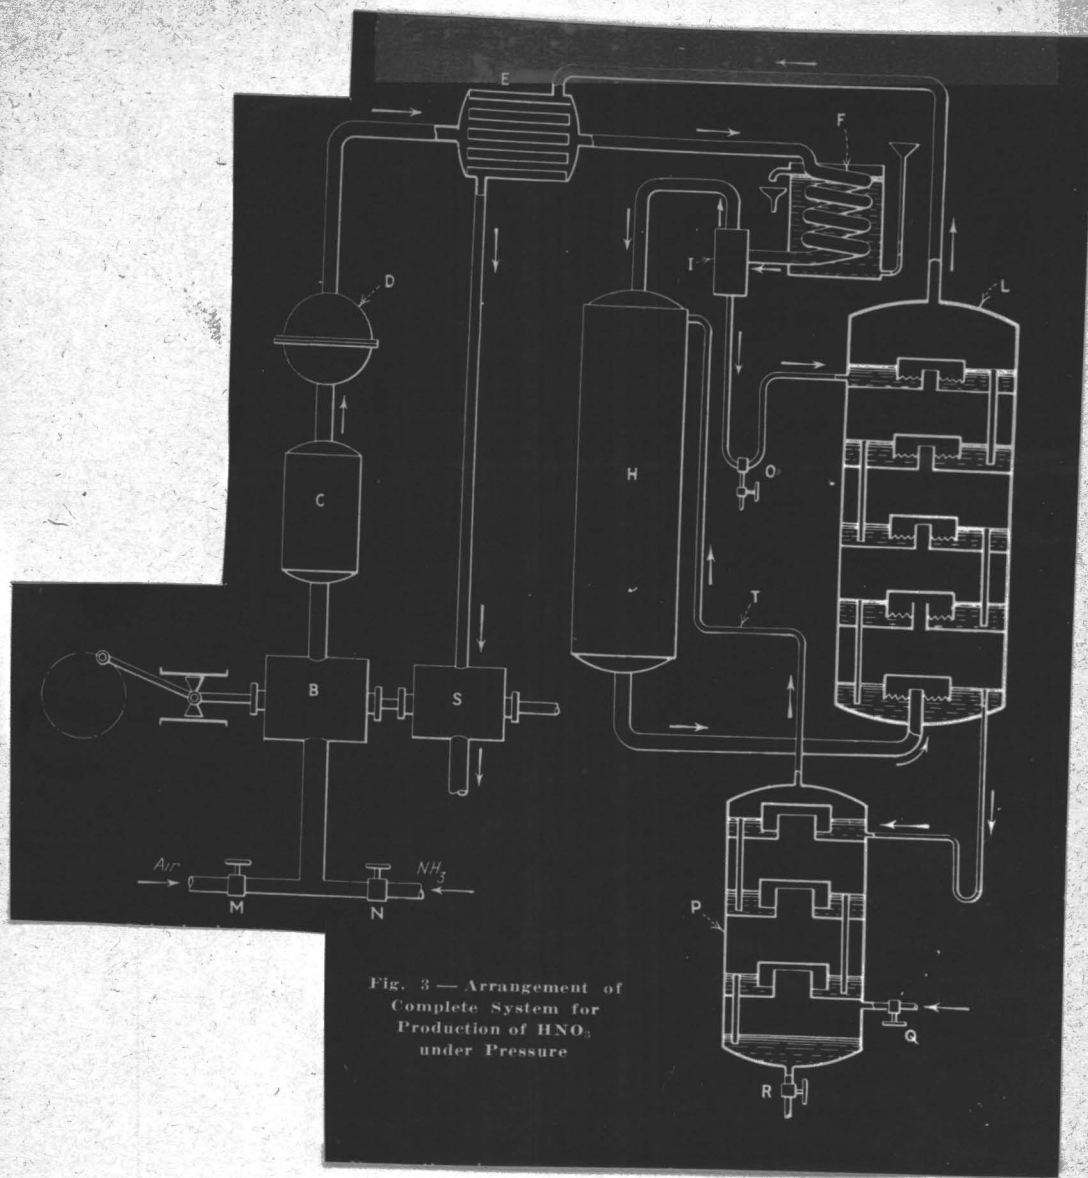 E
F
D
I
L
C
H
O
T
B
S
Air
NH3
M
N
P
Fig. 3 — Arrangement of
Complete System for
Production of HNO3
under Pressure
Q
R